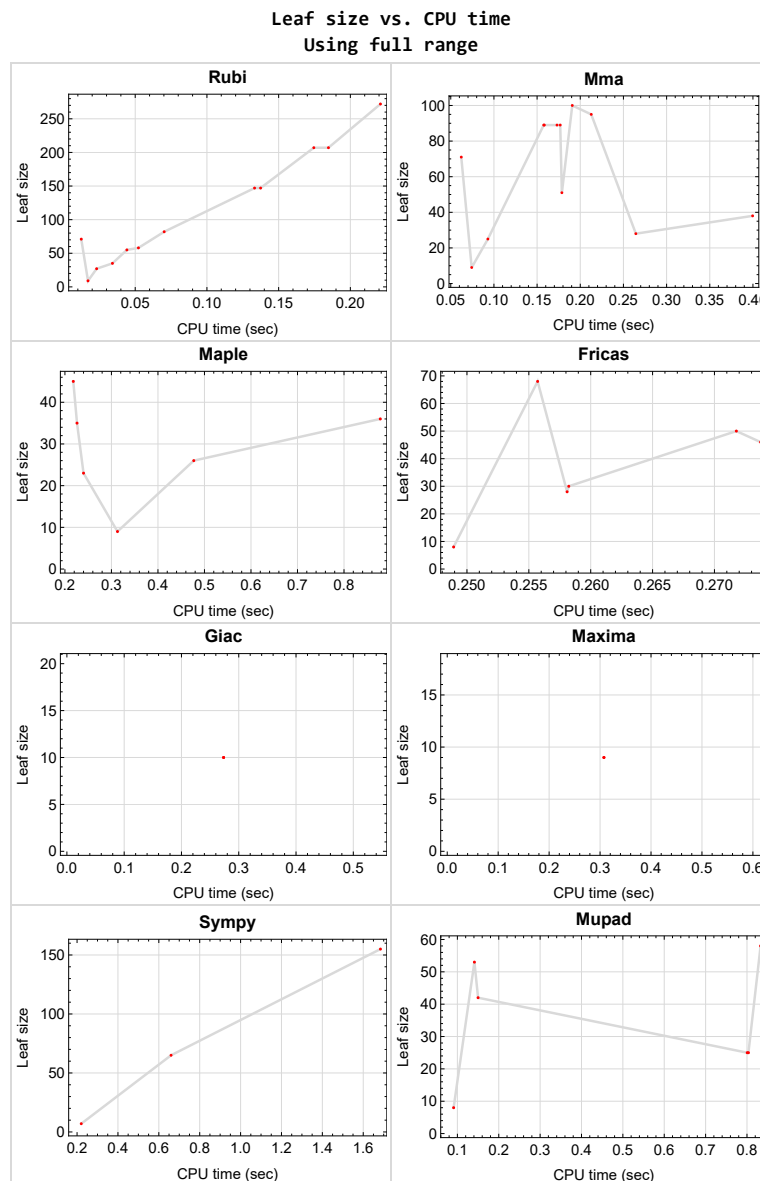 Leaf size vs. CPU time
Using full range
Rubi
Leaf size
250
200
150
100
50
0
0.05 0.10 0.15 0.20
CPU time (sec)
Mma
Leaf size
100
80
60
40
20
0
0.05 0.10 0.15 0.20 0.25 0.30 0.35 0.40
CPU time (sec)
Maple
Leaf size
40
30
20
10
0
0.2 0.3 0.4 0.5 0.6 0.7 0.8
CPU time (sec)
Fricas
Leaf size
70
60
50
40
30
20
10
0
0.250 0.255 0.260 0.265 0.270
CPU time (sec)
Giac
Leaf size
20
15
10
5
0
0.0 0.1 0.2 0.3 0.4 0.5
CPU time (sec)
Maxima
Leaf size
15
10
5
0
0.0 0.1 0.2 0.3 0.4 0.5 0.6
CPU time (sec)
Sympy
Leaf size
150
100
50
0
0.2 0.4 0.6 0.8 1.0 1.2 1.4 1.6
CPU time (sec)
Mupad
Leaf size
60
50
40
30
20
10
0
0.1 0.2 0.3 0.4 0.5 0.6 0.7 0.8
CPU time (sec)